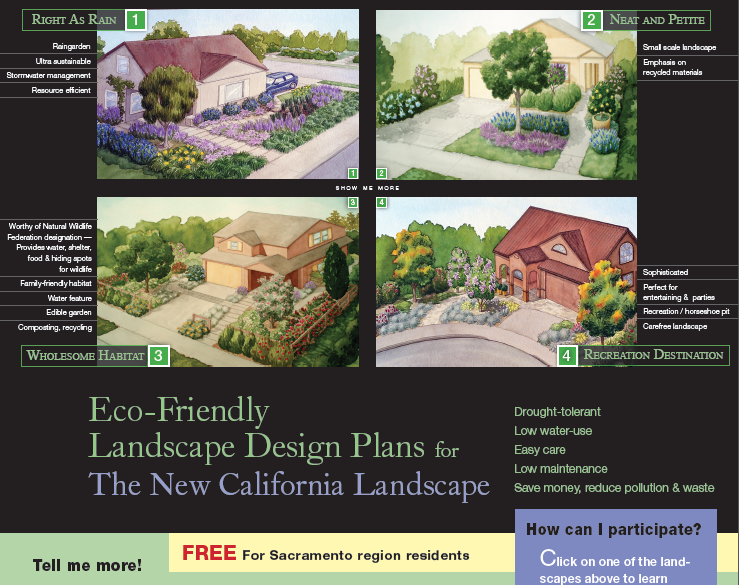 RIGHT AS RAIN 1
Raingarden
Ultra sustainable
Stormwater management
Resource efficient
1
2 NEAT AND PETITE
Small scale landscape
Emphasis on
recycled materials
2
SHOW ME MORE
3
Worthy of Natural Wildlife
Federation designation —
Provides water, shelter,
food & hiding spots
for wildlife
Family-friendly habitat
Water feature
Edible garden
Composting, recycling
WHOLESOME HABITAT 3
4
Sophisticated
Perfect for
entertaining & parties
Recreation / horseshoe pit
Carefree landscape
4 RECREATION DESTINATION
Eco-Friendly
Landscape Design Plans for
The New California Landscape
Drought-tolerant
Low water-use
Easy care
Low maintenance
Save money, reduce pollution & waste
Tell me more!
FREE For Sacramento region residents
How can I participate?
Click on one of the land-
scapes above to learn